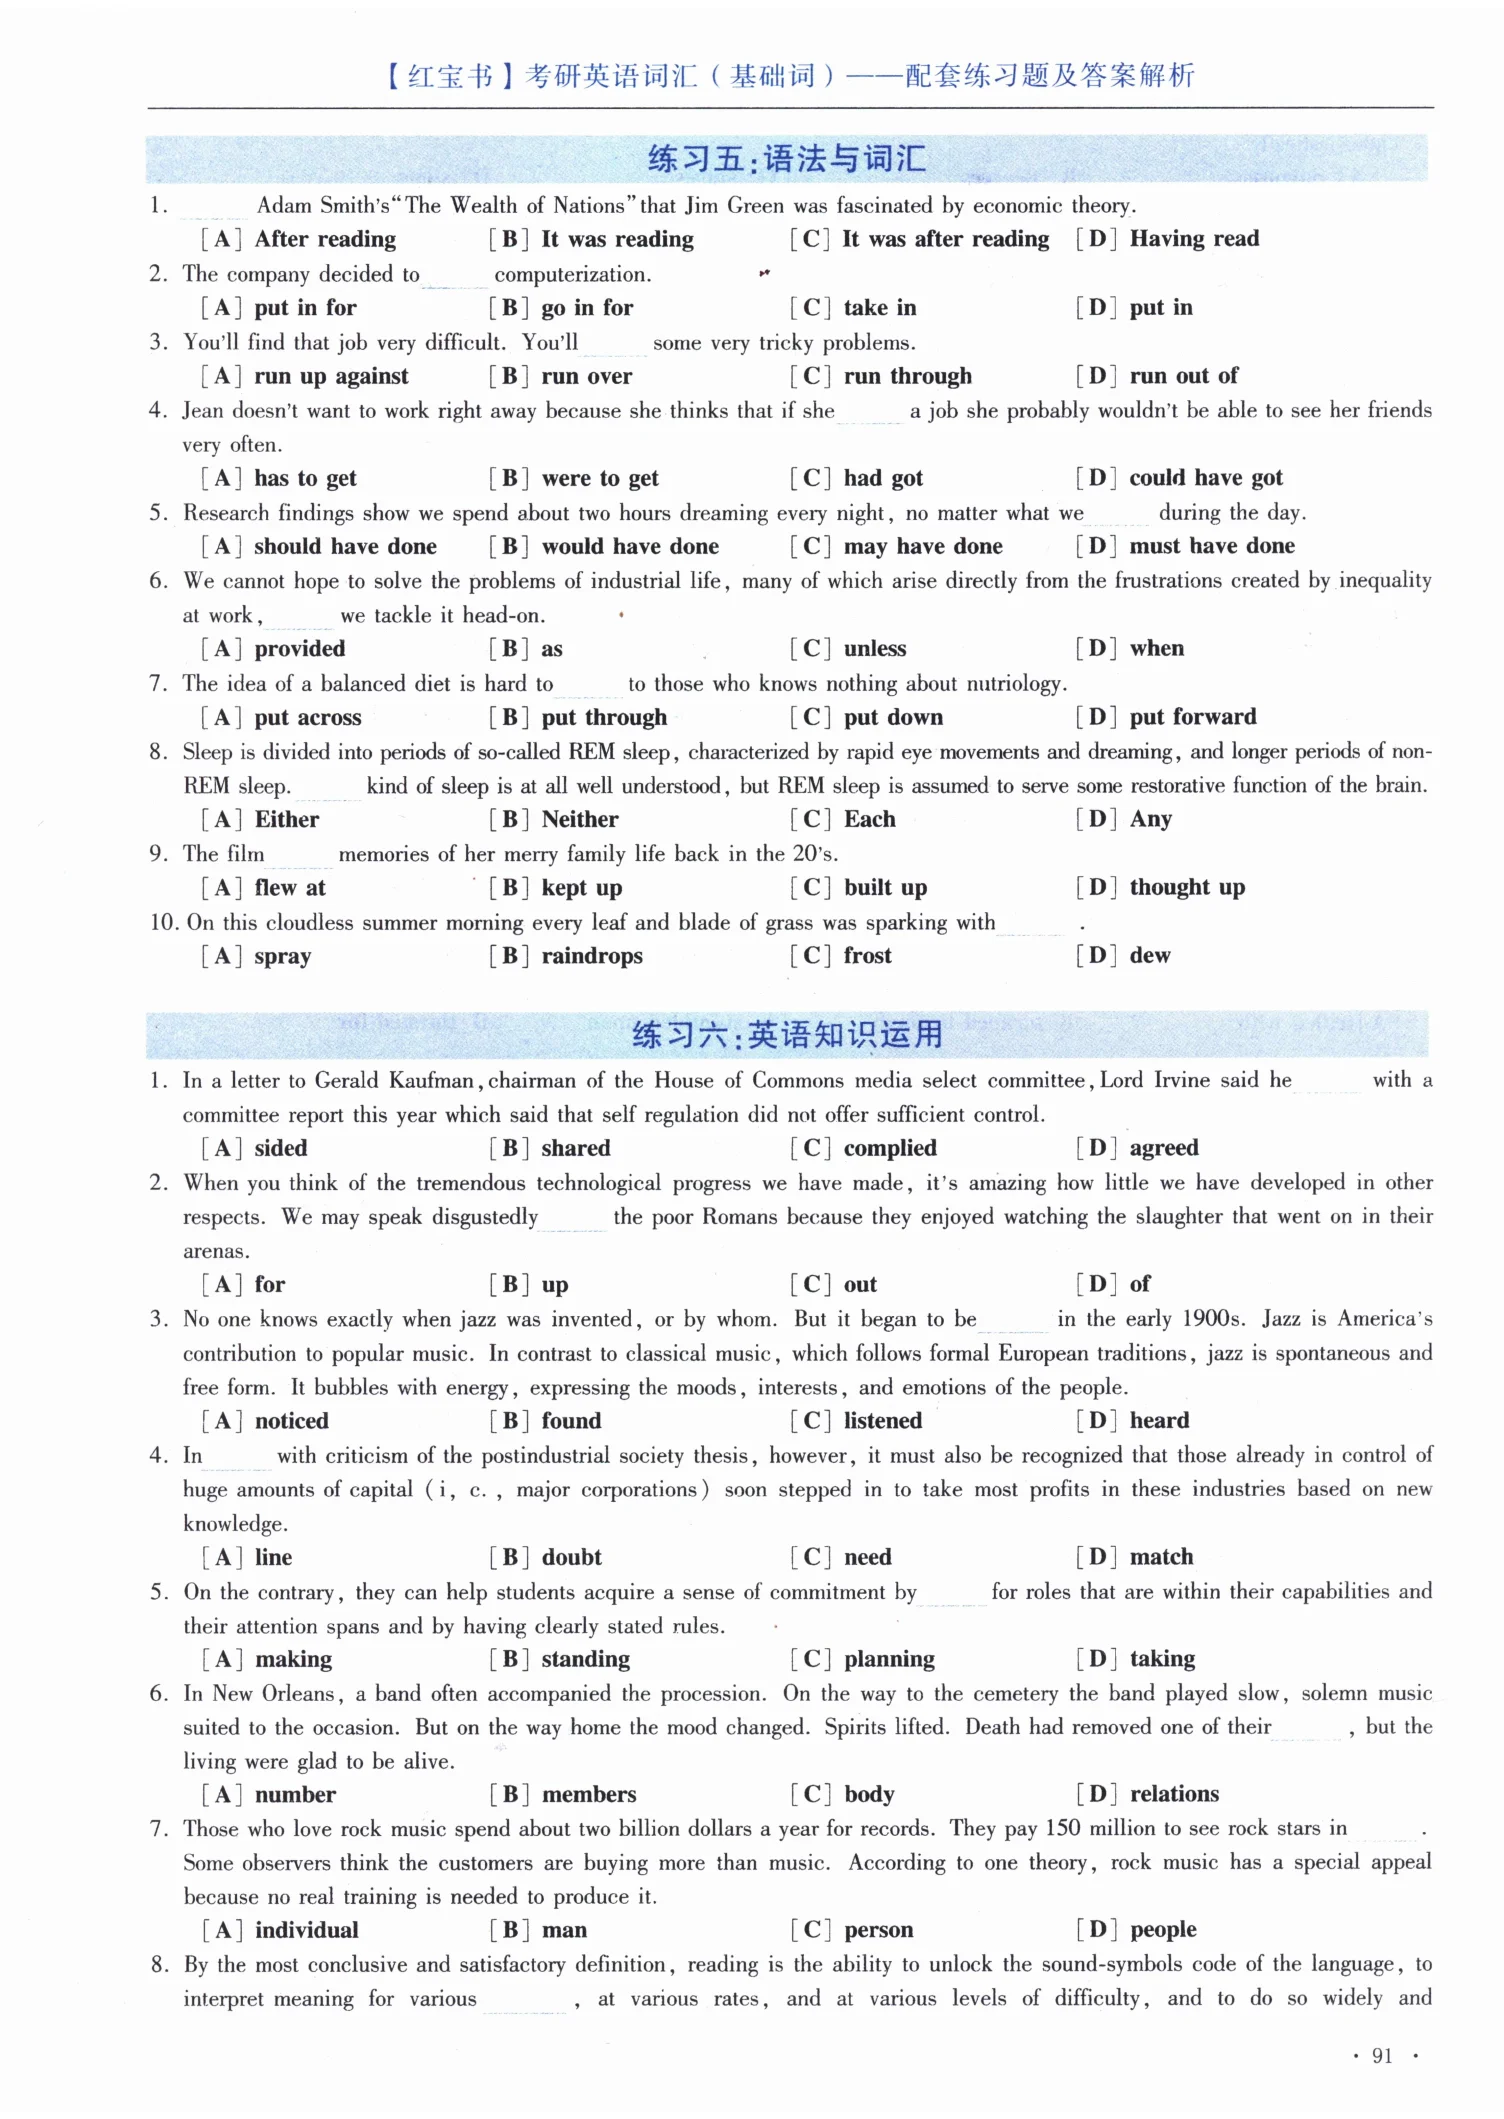 【红宝书】考研英语词汇(基础词)——配套练习题及答案解析
练习五:语法与词汇
1. ______ Adam Smith's“The Wealth of Nations”that Jim Green was fascinated by economic theory.
[A] After reading [B] It was reading [C] It was after reading [D] Having read
2. The company decided to ______ computerization.
[A] put in for [B] go in for [C] take in [D] put in
3. You'll find that job very difficult. You'll ______ some very tricky problems.
[A] run up against [B] run over [C] run through [D] run out of
4. Jean doesn't want to work right away because she thinks that if she ______ a job she probably wouldn't be able to see her friends
very often.
[A] has to get [B] were to get [C] had got [D] could have got
5. Research findings show we spend about two hours dreaming every night, no matter what we ______ during the day.
[A] should have done [B] would have done [C] may have done [D] must have done
6. We cannot hope to solve the problems of industrial life, many of which arise directly from the frustrations created by inequality
at work, ______ we tackle it head-on.
[A] provided [B] as [C] unless [D] when
7. The idea of a balanced diet is hard to ______ to those who knows nothing about nutriology.
[A] put across [B] put through [C] put down [D] put forward
8. Sleep is divided into periods of so-called REM sleep, characterized by rapid eye movements and dreaming, and longer periods of non-
REM sleep. ______ kind of sleep is at all well understood, but REM sleep is assumed to serve some restorative function of the brain.
[A] Either [B] Neither [C] Each [D] Any
9. The film ______ memories of her merry family life back in the 20's.
[A] flew at [B] kept up [C] built up [D] thought up
10. On this cloudless summer morning every leaf and blade of grass was sparking with ______ .
[A] spray [B] raindrops [C] frost [D] dew
练习六:英语知识运用
1. In a letter to Gerald Kaufman,chairman of the House of Commons media select committee,Lord Irvine said he ______ with a
committee report this year which said that self regulation did not offer sufficient control.
[A] sided [B] shared [C] complied [D] agreed
2. When you think of the tremendous technological progress we have made, it's amazing how little we have developed in other
respects. We may speak disgustedly ______ the poor Romans because they enjoyed watching the slaughter that went on in their
arenas.
[A] for [B] up [C] out [D] of
3. No one knows exactly when jazz was invented, or by whom. But it began to be ______ in the early 1900s. Jazz is America's
contribution to popular music. In contrast to classical music, which follows formal European traditions, jazz is spontaneous and
free form. It bubbles with energy, expressing the moods, interests, and emotions of the people.
[A] noticed [B] found [C] listened [D] heard
4. In ______ with criticism of the postindustrial society thesis, however, it must also be recognized that those already in control of
huge amounts of capital (i, c. , major corporations) soon stepped in to take most profits in these industries based on new
knowledge.
[A] line [B] doubt [C] need [D] match
5. On the contrary, they can help students acquire a sense of commitment by ______ for roles that are within their capabilities and
their attention spans and by having clearly stated rules.
[A] making [B] standing [C] planning [D] taking
6. In New Orleans, a band often accompanied the procession. On the way to the cemetery the band played slow, solemn music
suited to the occasion. But on the way home the mood changed. Spirits lifted. Death had removed one of their ______ , but the
living were glad to be alive.
[A] number [B] members [C] body [D] relations
7. Those who love rock music spend about two billion dollars a year for records. They pay 150 million to see rock stars in ______ .
Some observers think the customers are buying more than music. According to one theory, rock music has a special appeal
because no real training is needed to produce it.
[A] individual [B] man [C] person [D] people
8. By the most conclusive and satisfactory definition, reading is the ability to unlock the sound-symbols code of the language, to
interpret meaning for various ______ , at various rates, and at various levels of difficulty, and to do so widely and
· 91 ·